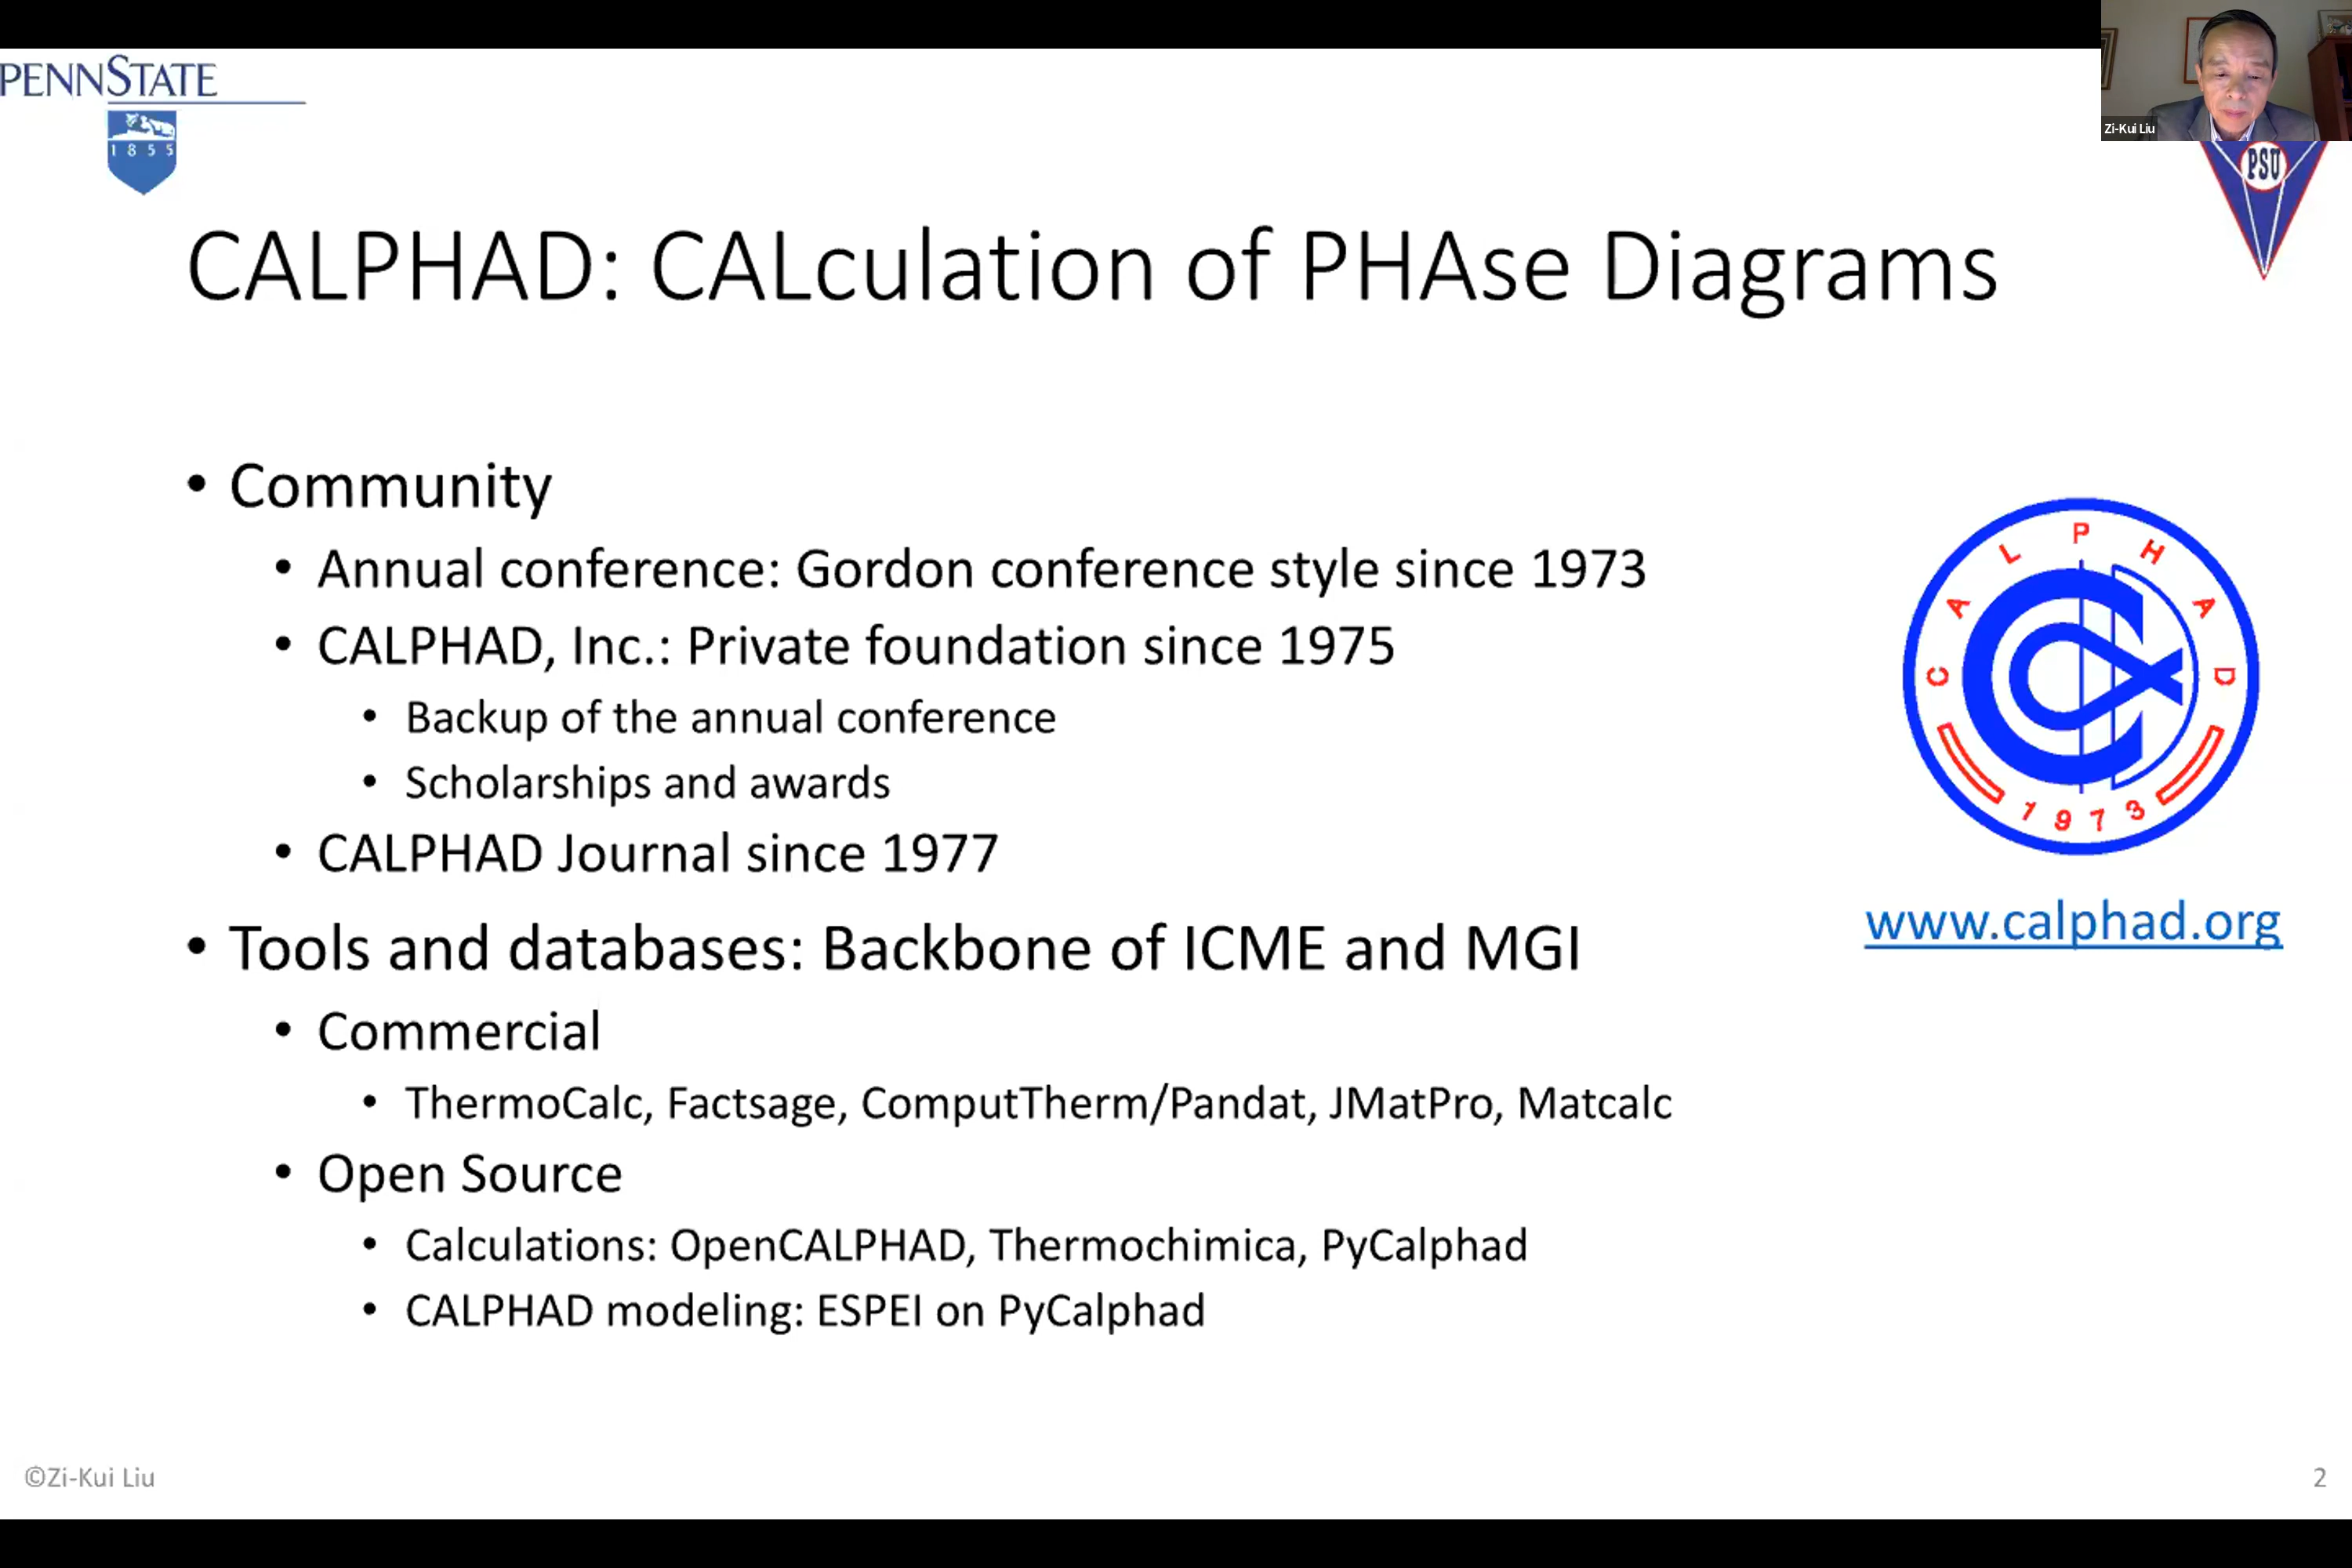 PENNSTATE
1855
Zi-Kui Liu
PSU
CALPHAD: CALculation of PHAse Diagrams
• Community
• Annual conference: Gordon conference style since 1973
• CALPHAD, Inc.: Private foundation since 1975
• Backup of the annual conference
• Scholarships and awards
• CALPHAD Journal since 1977
CALPHAD
1973
www.calphad.org
• Tools and databases: Backbone of ICME and MGI
• Commercial
• ThermoCalc, Factsage, ComputTherm/Pandat, JMatPro, Matcalc
• Open Source
• Calculations: OpenCALPHAD, Thermochimica, PyCalphad
• CALPHAD modeling: ESPEI on PyCalphad
©Zi-Kui Liu
2